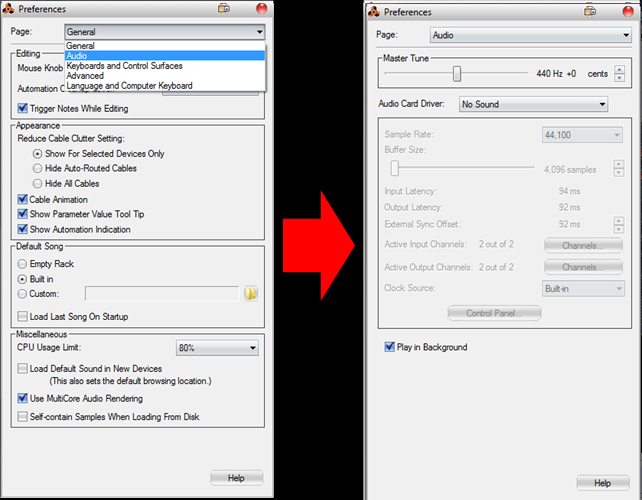 Preferences
Page: General
General
Audio
Keyboards and Control Surfaces
Advanced
Language and Computer Keyboard
Editing
Mouse Knob
Automation C
Trigger Notes While Editing
Appearance
Reduce Cable Clutter Setting:
Show For Selected Devices Only
Hide Auto-Routed Cables
Hide All Cables
Cable Animation
Show Parameter Value Tool Tip
Show Automation Indication
Default Song
Empty Rack
Built in
Custom:
Load Last Song On Startup
Miscellaneous
CPU Usage Limit: 80%
Load Default Sound in New Devices
(This also sets the default browsing location.)
Use MultiCore Audio Rendering
Self-contain Samples When Loading From Disk
Help
Preferences
Page: Audio
Master Tune
440 Hz +0 cents
Audio Card Driver: No Sound
Sample Rate: 44,100
Buffer Size:
4,096 samples
Input Latency: 94 ms
Output Latency: 92 ms
External Sync Offset: 92 ms
Active Input Channels: 2 out of 2 Channels...
Active Output Channels: 2 out of 2 Channels...
Clock Source: Built-in
Control Panel...
Play in Background
Help